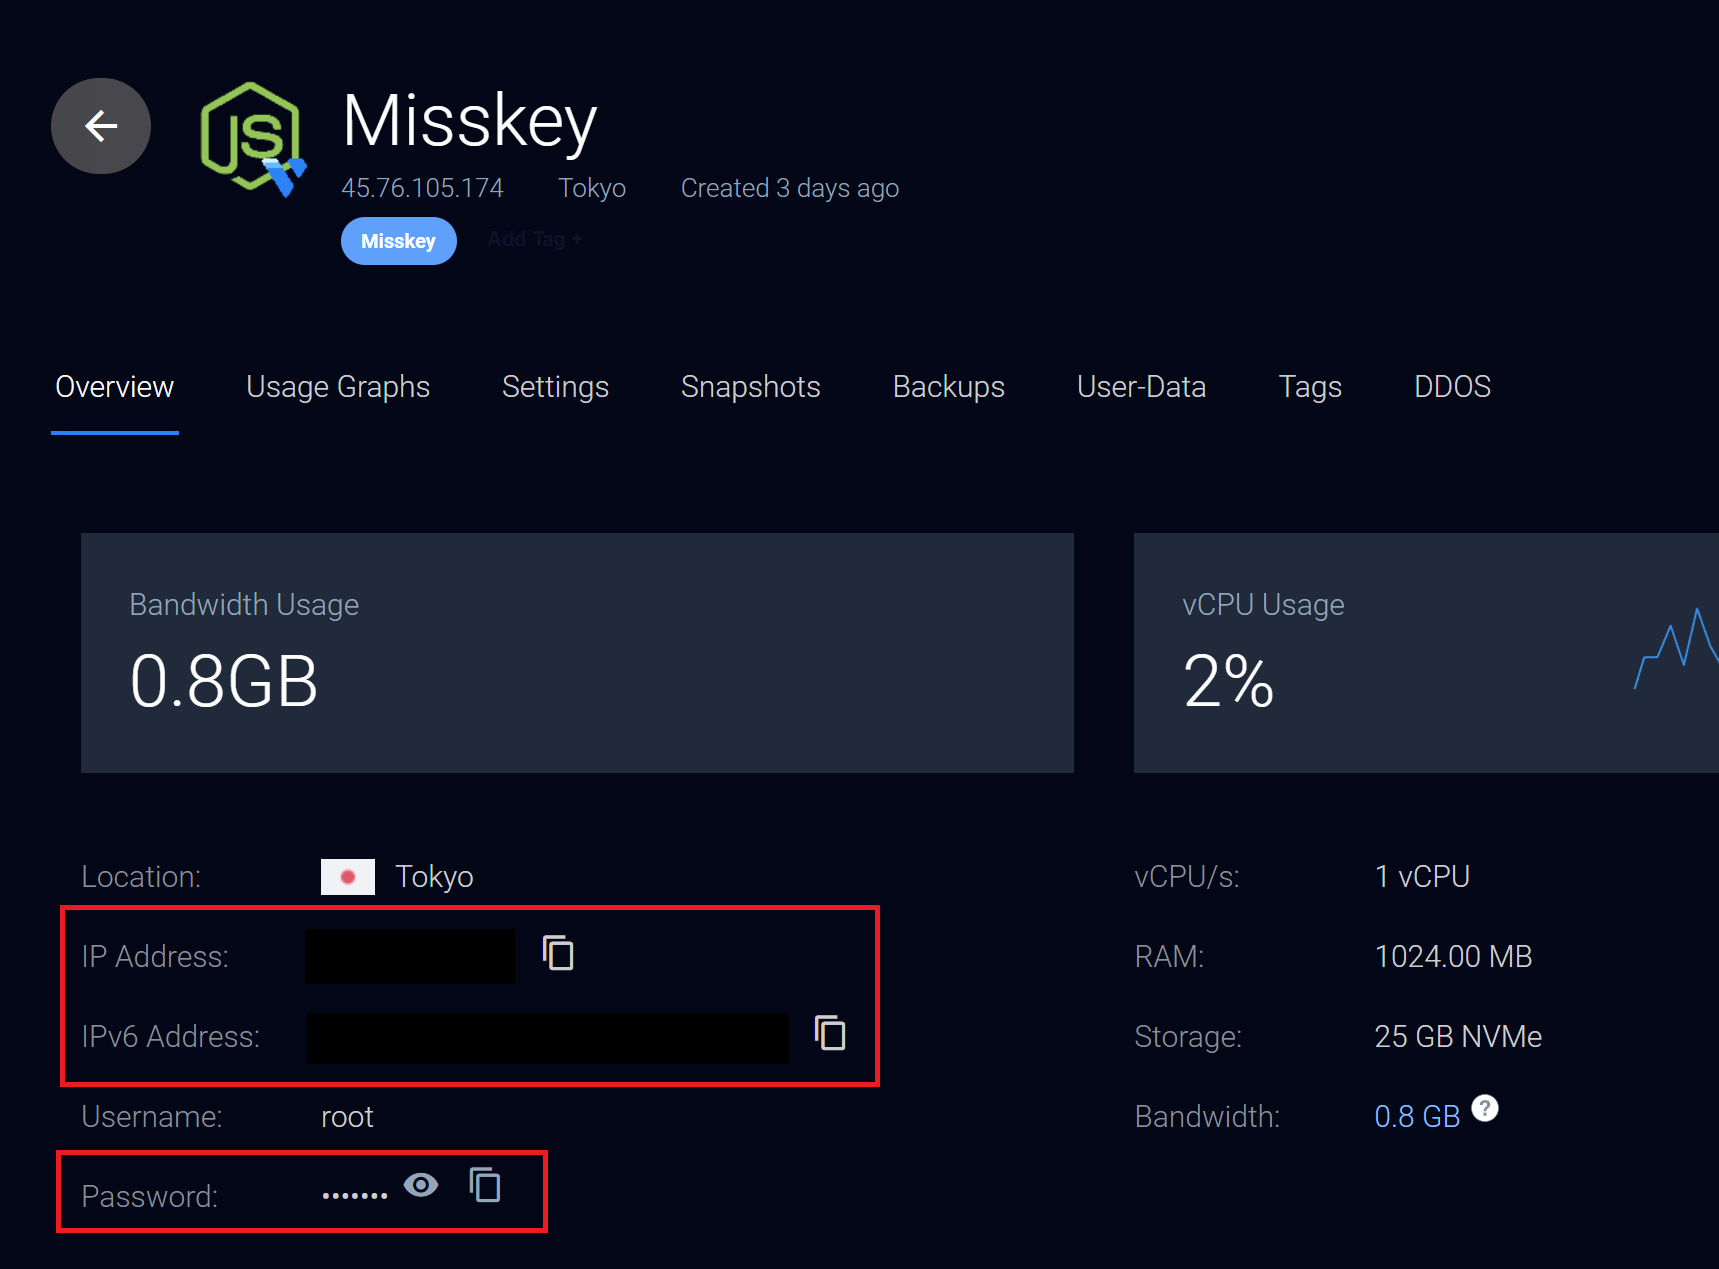 JS
Misskey
45.76.105.174 Tokyo Created 3 days ago
Misskey Add Tag +
Overview Usage Graphs Settings Snapshots Backups User-Data Tags DDOS
Bandwidth Usage
0.8GB
vCPU Usage
2%
Location: Tokyo
IP Address:
IPv6 Address:
Username: root
Password: •••••••
vCPU/s: 1 vCPU
RAM: 1024.00 MB
Storage: 25 GB NVMe
Bandwidth: 0.8 GB ?